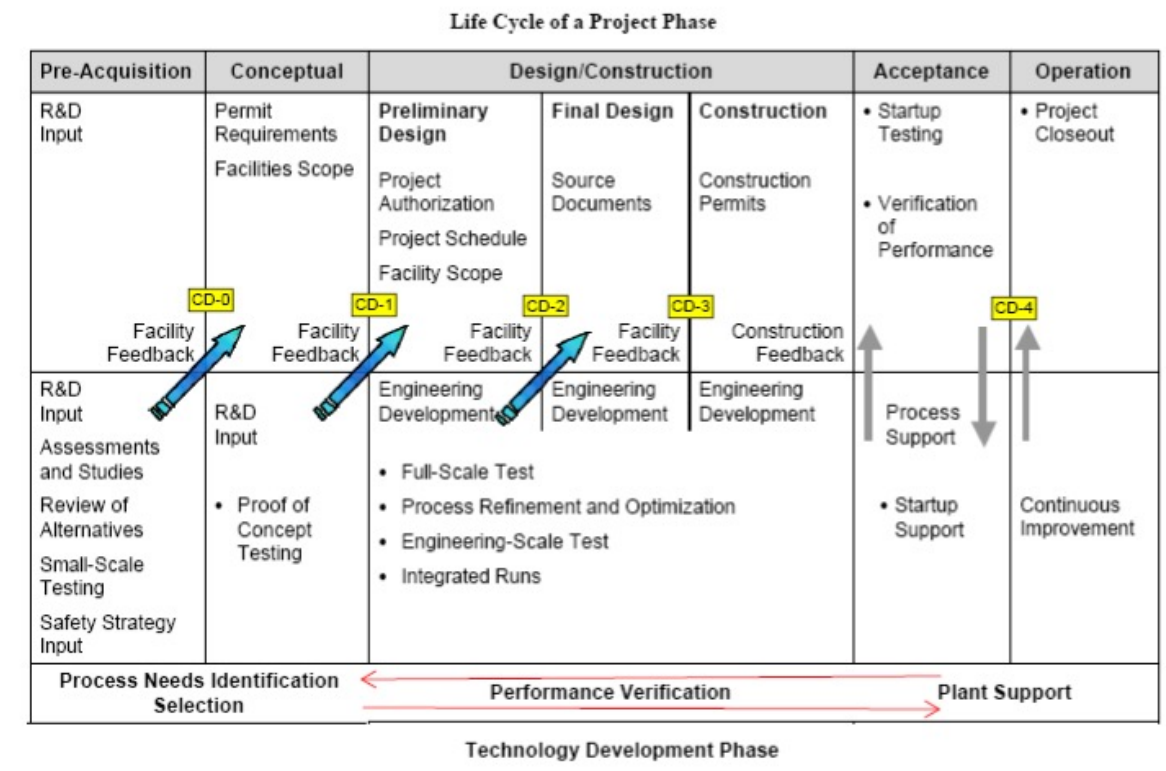 Life Cycle of a Project Phase
Pre-Acquisition
Conceptual
Design/Construction
Acceptance
Operation
R&D
Input
Permit
Requirements
Facilities Scope
Preliminary
Design
Project
Authorization
Project Schedule
Facility Scope
Final Design
Source
Documents
Construction
Construction
Permits
• Startup
Testing
• Verification
of
Performance
• Project
Closeout
CD-0
CD-1
CD-2
CD-3
CD-4
Facility
Feedback
Facility
Feedback
Facility
Feedback
Facility
Feedback
Construction
Feedback
R&D
Input
Assessments
and Studies
Review of
Alternatives
Small-Scale
Testing
Safety Strategy
Input
R&D
Input
• Proof of
Concept
Testing
Engineering
Development
Engineering
Development
Engineering
Development
• Full-Scale Test
• Process Refinement and Optimization
• Engineering-Scale Test
• Integrated Runs
Process
Support
• Startup
Support
Continuous
Improvement
Process Needs Identification
Selection
Performance Verification
Plant Support
Technology Development Phase